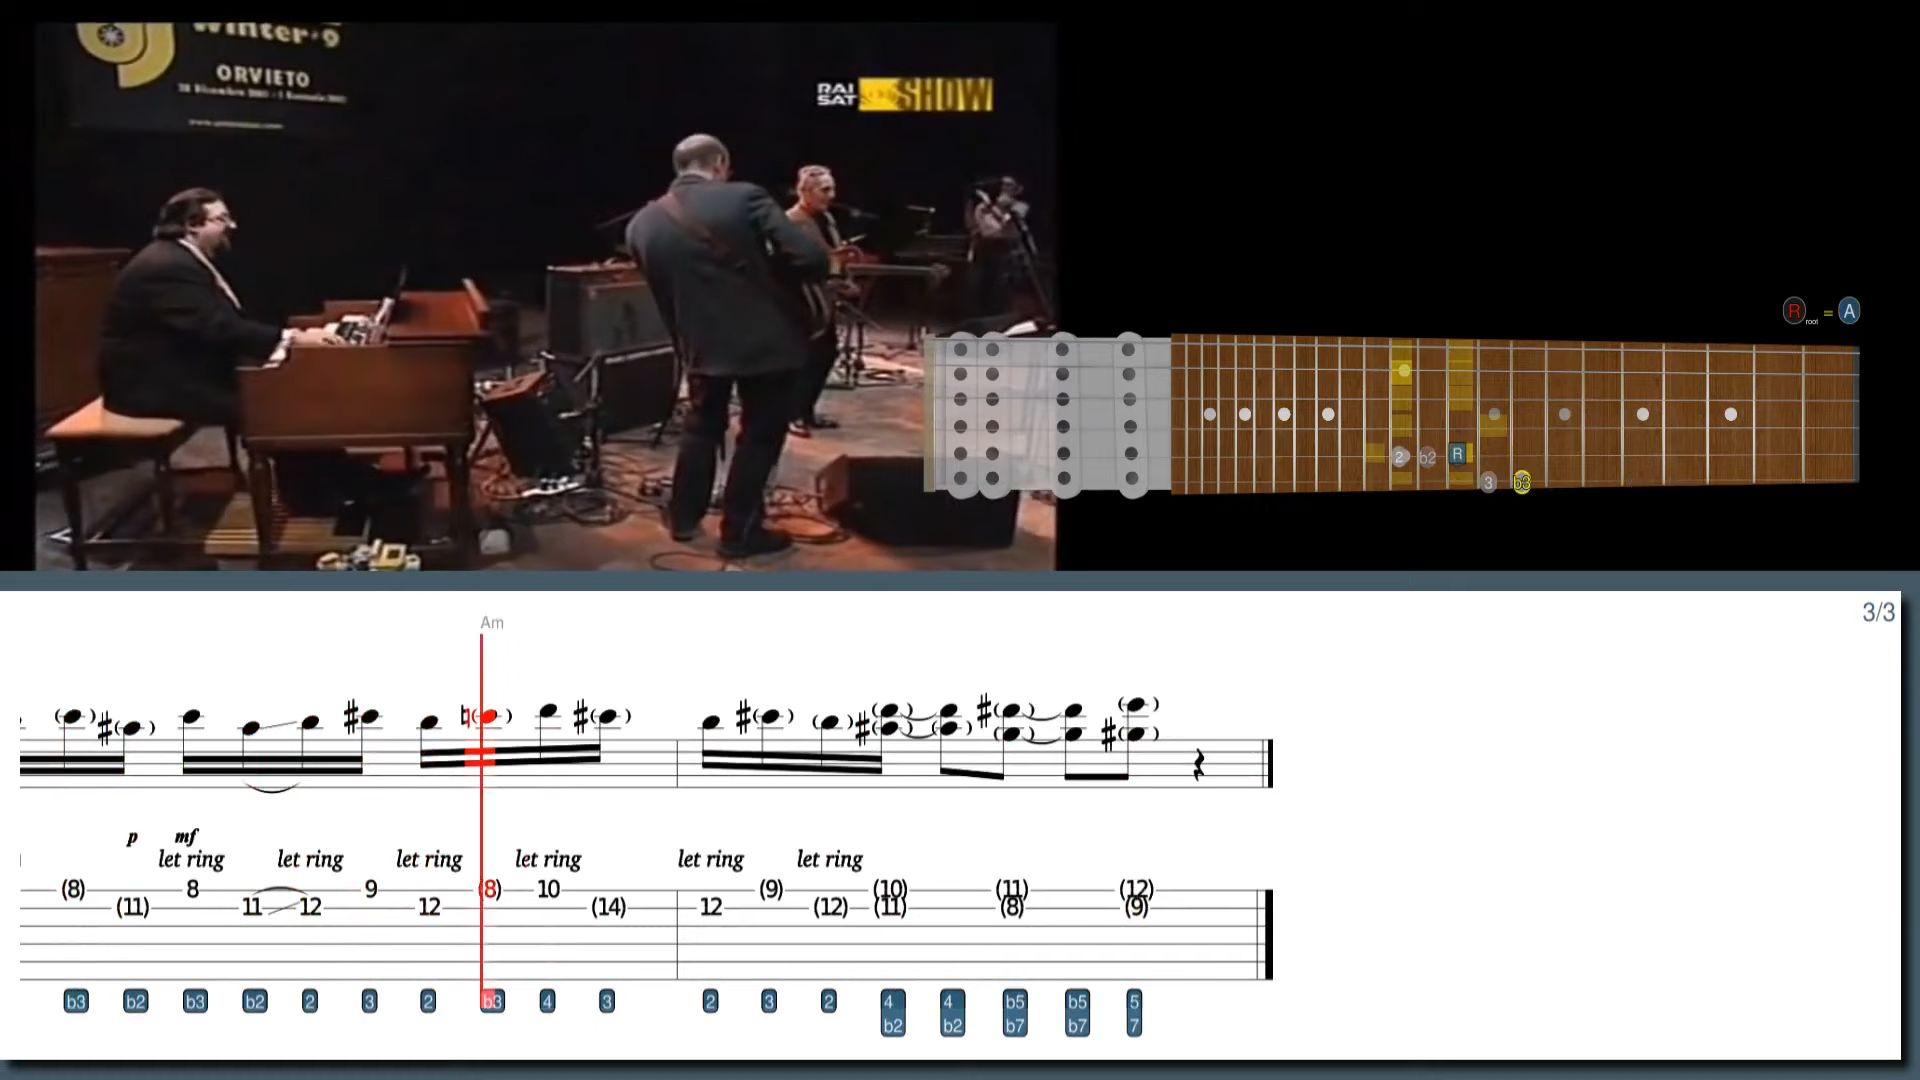 Winter·9
ORVIETO
RAI
SAT SHOW
R root = A
2 b2 R
3 b3
3/3
Am
p mf
let ring let ring let ring let ring let ring let ring
(8) 8 9 (8) 10 (9) (10) (11) (12)
(11) 11 12 12 (14) 12 (12) (11) (8) (9)
b3 b2 b3 b2 2 3 2 b3 4 3 2 3 2 4 4 b5 b5 5
b2 b2 b7 b7 7